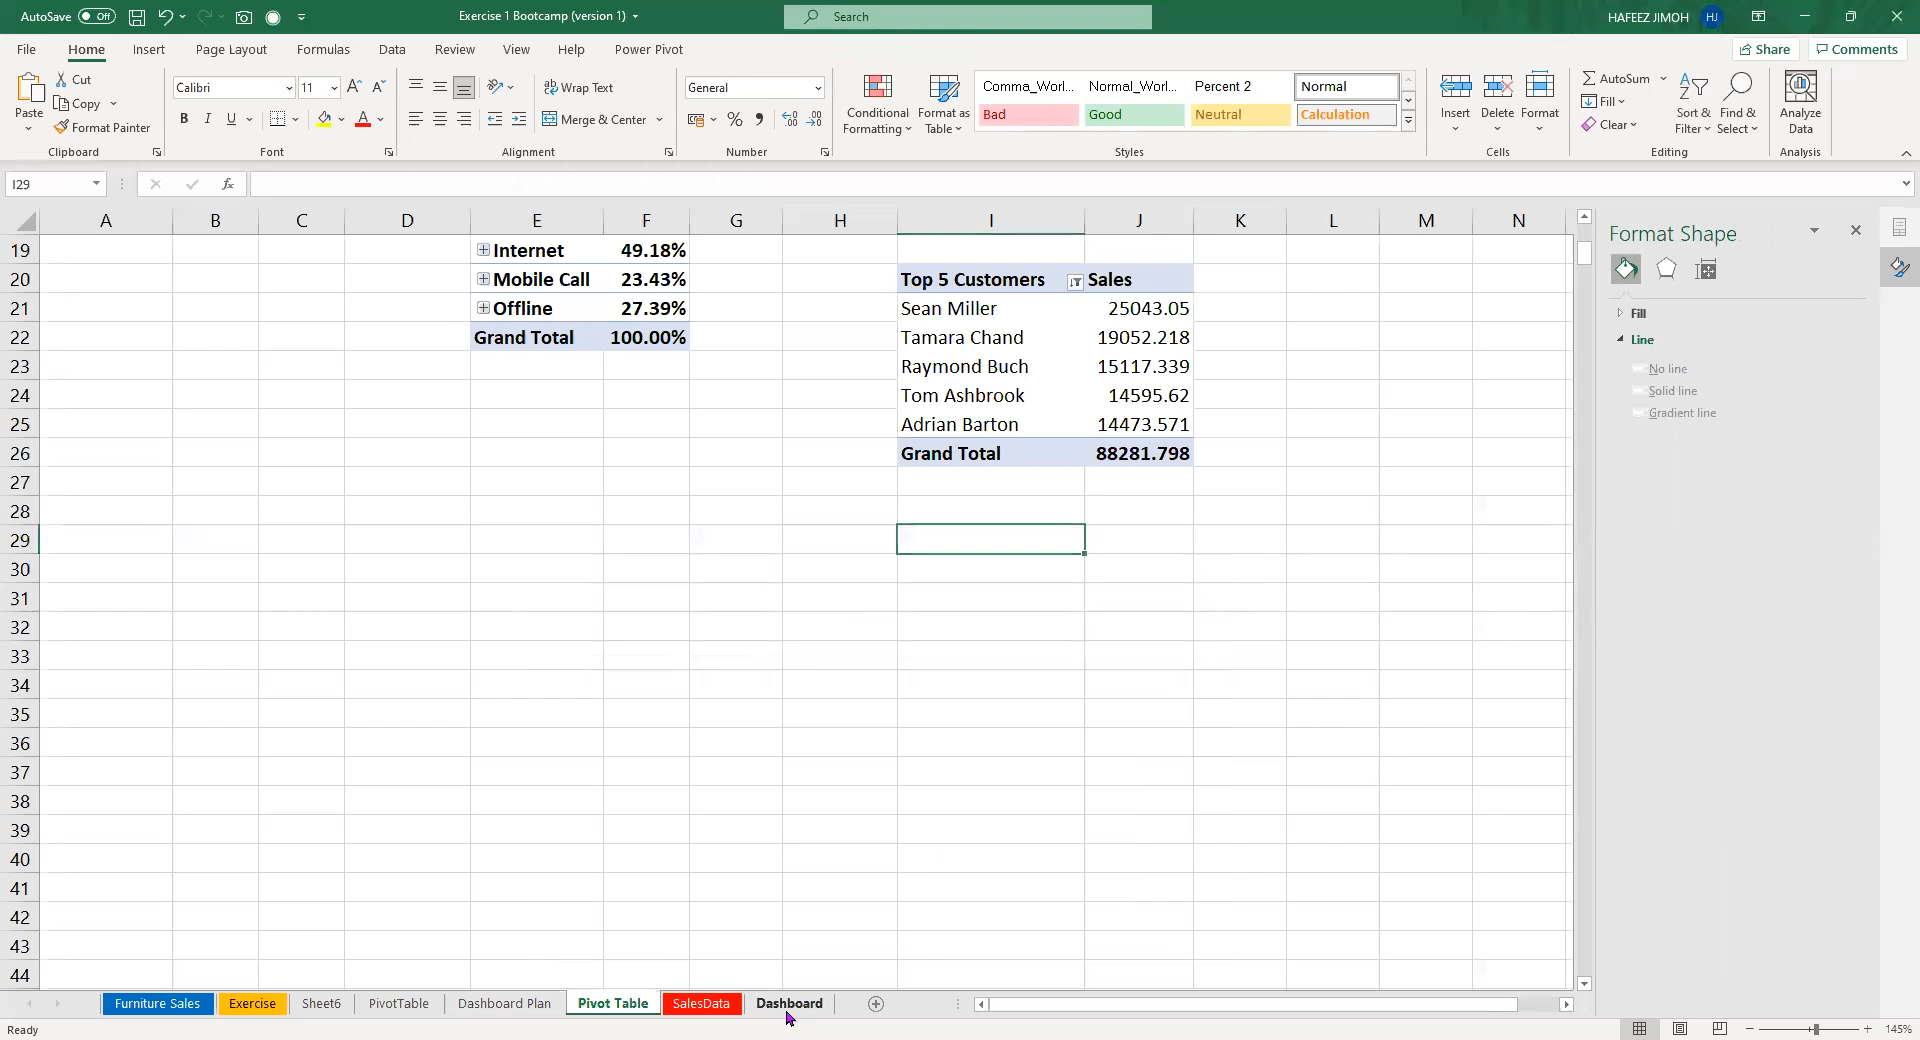 AutoSave Off
Exercise 1 Bootcamp (version 1)
Search
HAFEEZ JIMOH HJ
File Home Insert Page Layout Formulas Data Review View Help Power Pivot
Share Comments
Paste
Cut
Copy
Format Painter
Clipboard
Calibri 11
B I U
Font
Wrap Text
Merge & Center
Alignment
General
Number
Conditional Formatting
Format as Table
Comma_Worl... Normal_Worl... Percent 2 Normal
Bad Good Neutral Calculation
Styles
Insert Delete Format
Cells
AutoSum
Fill
Clear
Sort & Filter
Find & Select
Editing
Analyze Data
Analysis
I29
fx
A B C D E F G H I J K L M N
19 Internet 49.18%
20 Mobile Call 23.43% Top 5 Customers Sales
21 Offline 27.39% Sean Miller 25043.05
22 Grand Total 100.00% Tamara Chand 19052.218
23 Raymond Buch 15117.339
24 Tom Ashbrook 14595.62
25 Adrian Barton 14473.571
26 Grand Total 88281.798
27
28
29
30
31
32
33
34
35
36
37
38
39
40
41
42
43
44
Format Shape
Fill
Line
No line
Solid line
Gradient line
Furniture Sales Exercise Sheet6 PivotTable Dashboard Plan Pivot Table SalesData Dashboard
Ready
145%